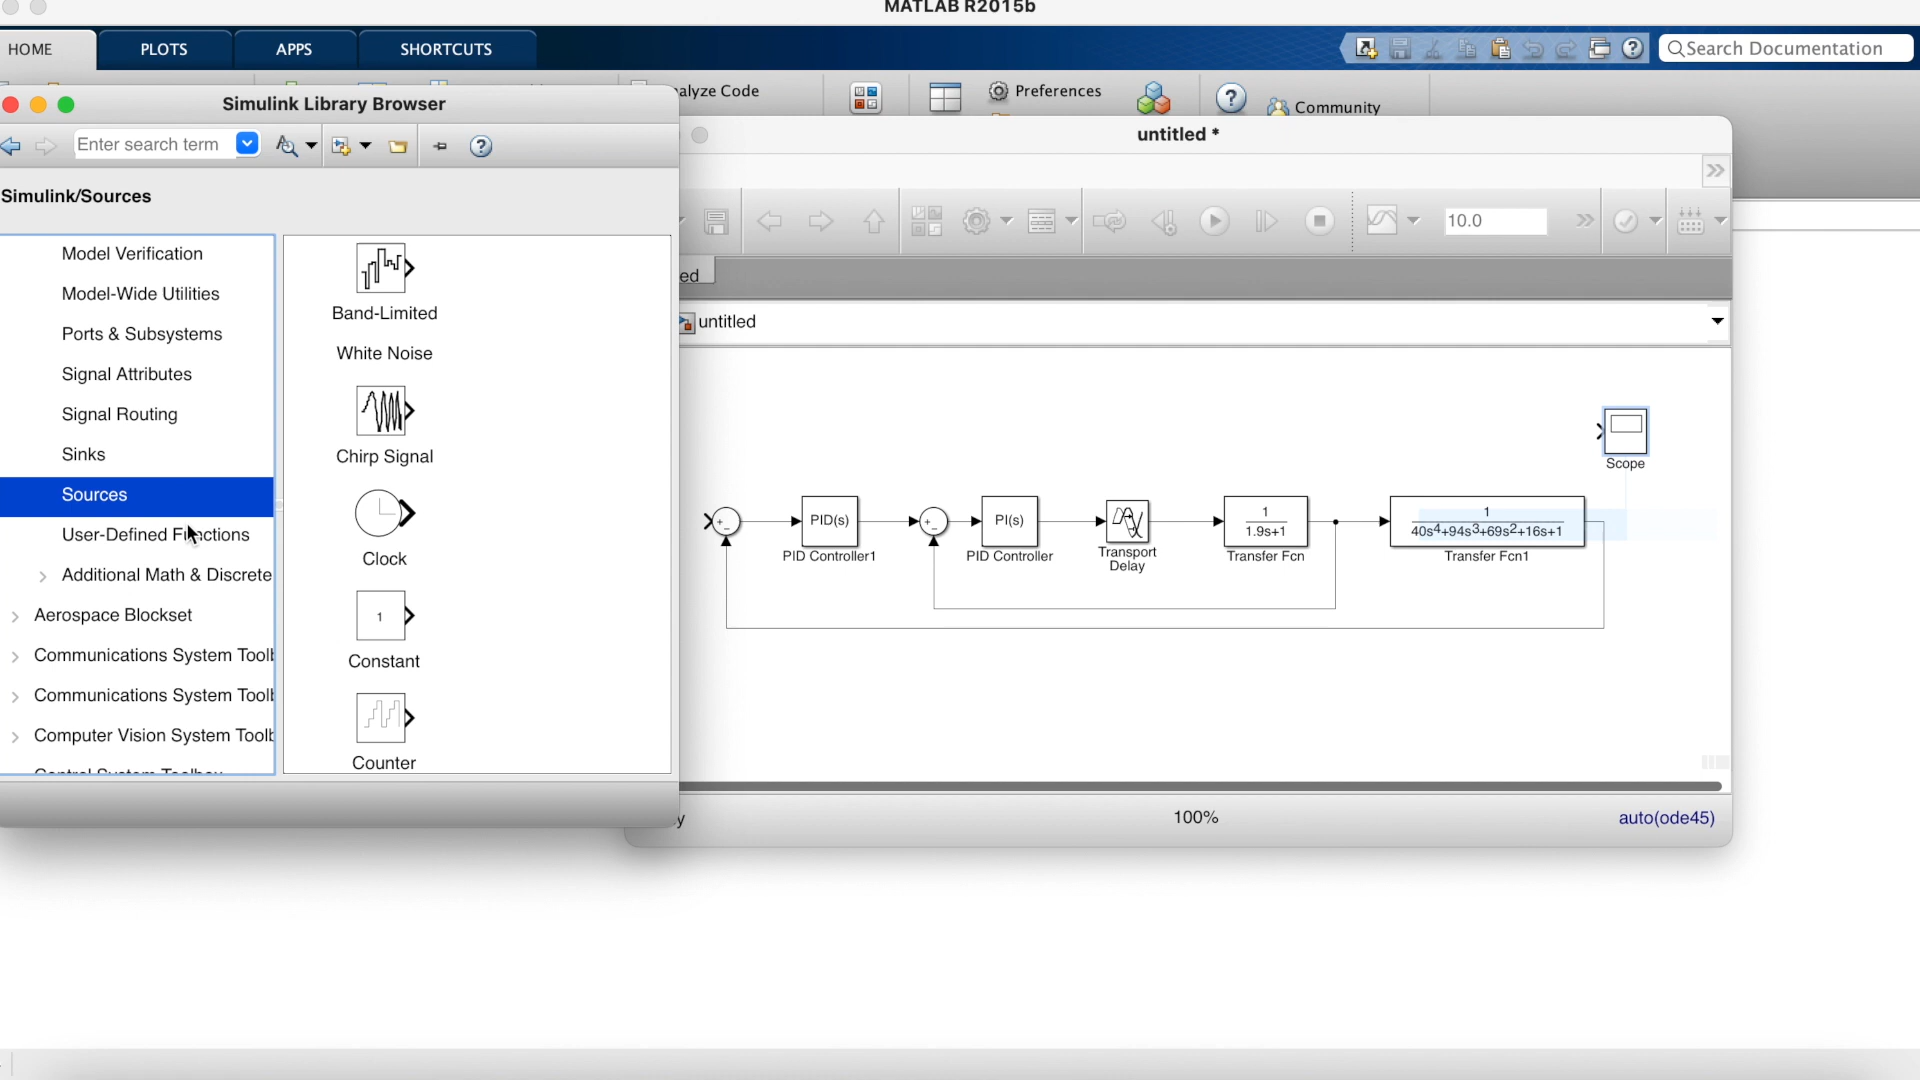 MATLAB R2015b
HOME
PLOTS
APPS
SHORTCUTS
Search Documentation
alyze Code
Preferences
Community
Simulink Library Browser
Enter search term
Simulink/Sources
Model Verification
Model-Wide Utilities
Ports & Subsystems
Signal Attributes
Signal Routing
Sinks
Sources
User-Defined Functions
Additional Math & Discrete
Aerospace Blockset
Communications System Toolb
Communications System Toolb
Computer Vision System Toolb
Control System Toolbox
Band-Limited
White Noise
Chirp Signal
Clock
1
Constant
Counter
untitled *
10.0
ed
untitled
Scope
+
-
PID(s)
PID Controller1
+
-
PI(s)
PID Controller
Transport
Delay
1
1.9s+1
Transfer Fcn
1
40s4+94s3+69s2+16s+1
Transfer Fcn1
y
100%
auto(ode45)